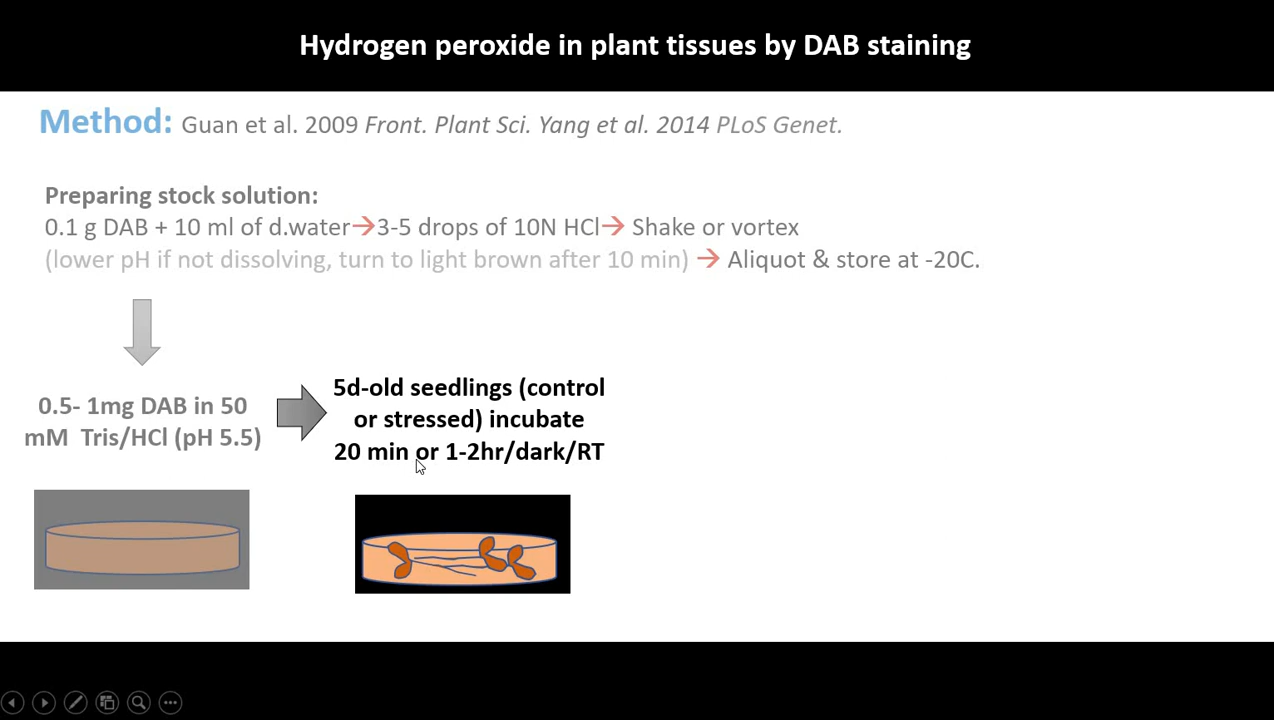 Hydrogen peroxide in plant tissues by DAB staining
Method: Guan et al. 2009 Front. Plant Sci. Yang et al. 2014 PLoS Genet.
Preparing stock solution:
0.1 g DAB + 10 ml of d.water→3-5 drops of 10N HCl→ Shake or vortex
(lower pH if not dissolving, turn to light brown after 10 min) → Aliquot & store at -20C.
0.5- 1mg DAB in 50
mM Tris/HCl (pH 5.5)
5d-old seedlings (control
or stressed) incubate
20 min or 1-2hr/dark/RT